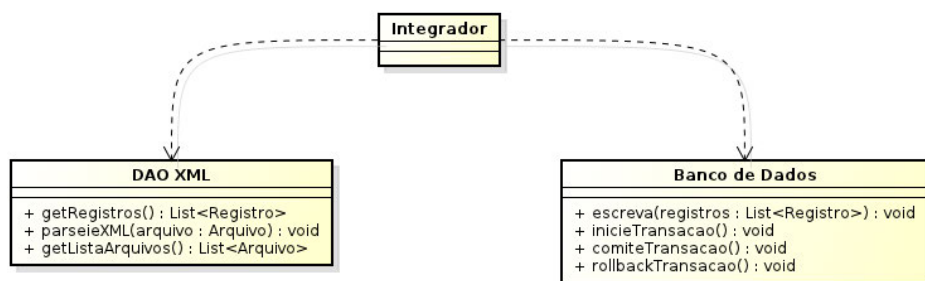 Integrador
DAO XML
+ getRegistros() : List<Registro>
+ parseieXML(arquivo : Arquivo) : void
+ getListaArquivos() : List<Arquivo>
Banco de Dados
+ escreva(registros : List<Registro>) : void
+ inicieTransacao() : void
+ comiteTransacao() : void
+ rollbackTransacao() : void